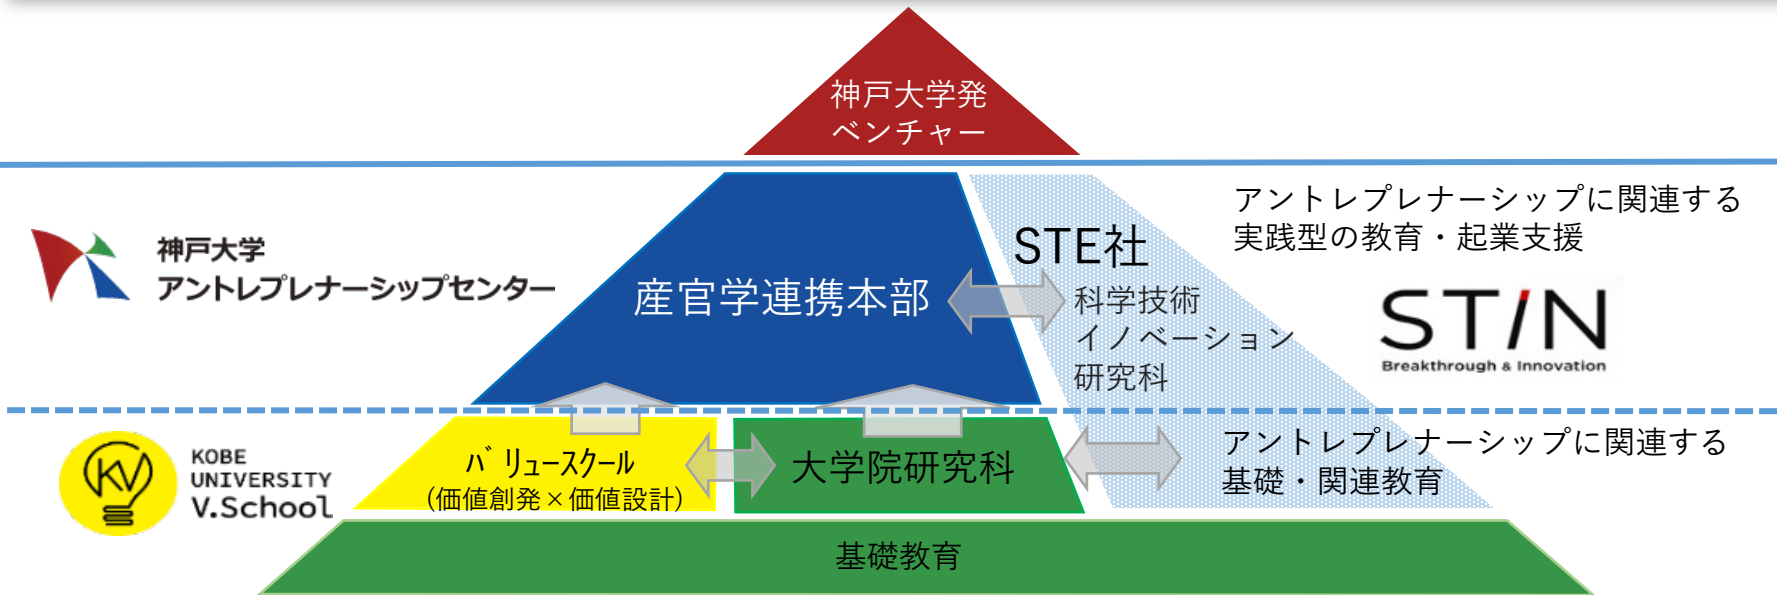 神戸大学発
ベンチャー
神戸大学
アントレプレナーシップセンター
産官学連携本部
STE社
科学技術
イノベーション
研究科
アントレプレナーシップに関連する
実践型の教育・起業支援
STIN
Breakthrough & Innovation
KV
KOBE
UNIVERSITY
V.School
バリュースクール
(価値創発×価値設計)
大学院研究科
アントレプレナーシップに関連する
基礎・関連教育
基礎教育